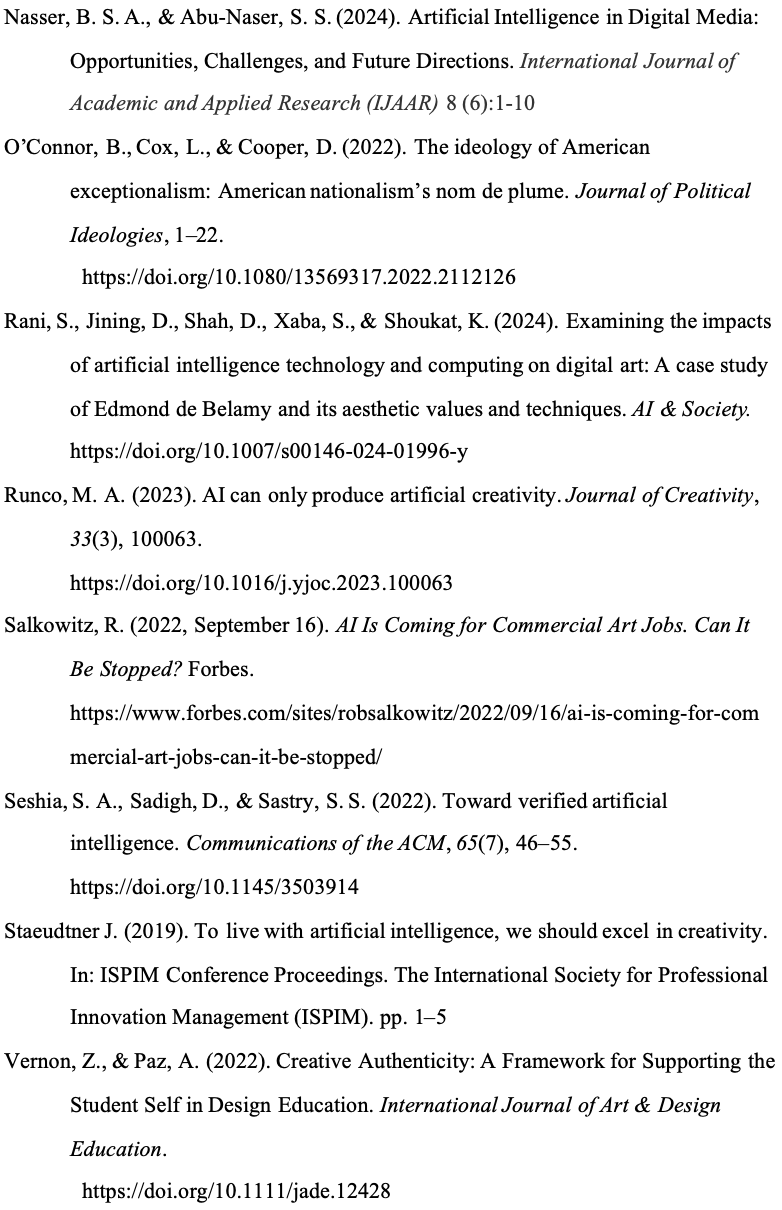 Nasser, B. S. A., & Abu-Naser, S. S. (2024). Artificial Intelligence in Digital Media:
Opportunities, Challenges, and Future Directions. International Journal of
Academic and Applied Research (IJAAR) 8 (6):1-10
O’Connor, B., Cox, L., & Cooper, D. (2022). The ideology of American
exceptionalism: American nationalism’s nom de plume. Journal of Political
Ideologies, 1–22.
https://doi.org/10.1080/13569317.2022.2112126
Rani, S., Jining, D., Shah, D., Xaba, S., & Shoukat, K. (2024). Examining the impacts
of artificial intelligence technology and computing on digital art: A case study
of Edmond de Belamy and its aesthetic values and techniques. AI & Society.
https://doi.org/10.1007/s00146-024-01996-y
Runco, M. A. (2023). AI can only produce artificial creativity. Journal of Creativity,
33(3), 100063.
https://doi.org/10.1016/j.yjoc.2023.100063
Salkowitz, R. (2022, September 16). AI Is Coming for Commercial Art Jobs. Can It
Be Stopped? Forbes.
https://www.forbes.com/sites/robsalkowitz/2022/09/16/ai-is-coming-for-com
mercial-art-jobs-can-it-be-stopped/
Seshia, S. A., Sadigh, D., & Sastry, S. S. (2022). Toward verified artificial
intelligence. Communications of the ACM, 65(7), 46–55.
https://doi.org/10.1145/3503914
Staeudtner J. (2019). To live with artificial intelligence, we should excel in creativity.
In: ISPIM Conference Proceedings. The International Society for Professional
Innovation Management (ISPIM). pp. 1–5
Vernon, Z., & Paz, A. (2022). Creative Authenticity: A Framework for Supporting the
Student Self in Design Education. International Journal of Art & Design
Education.
https://doi.org/10.1111/jade.12428